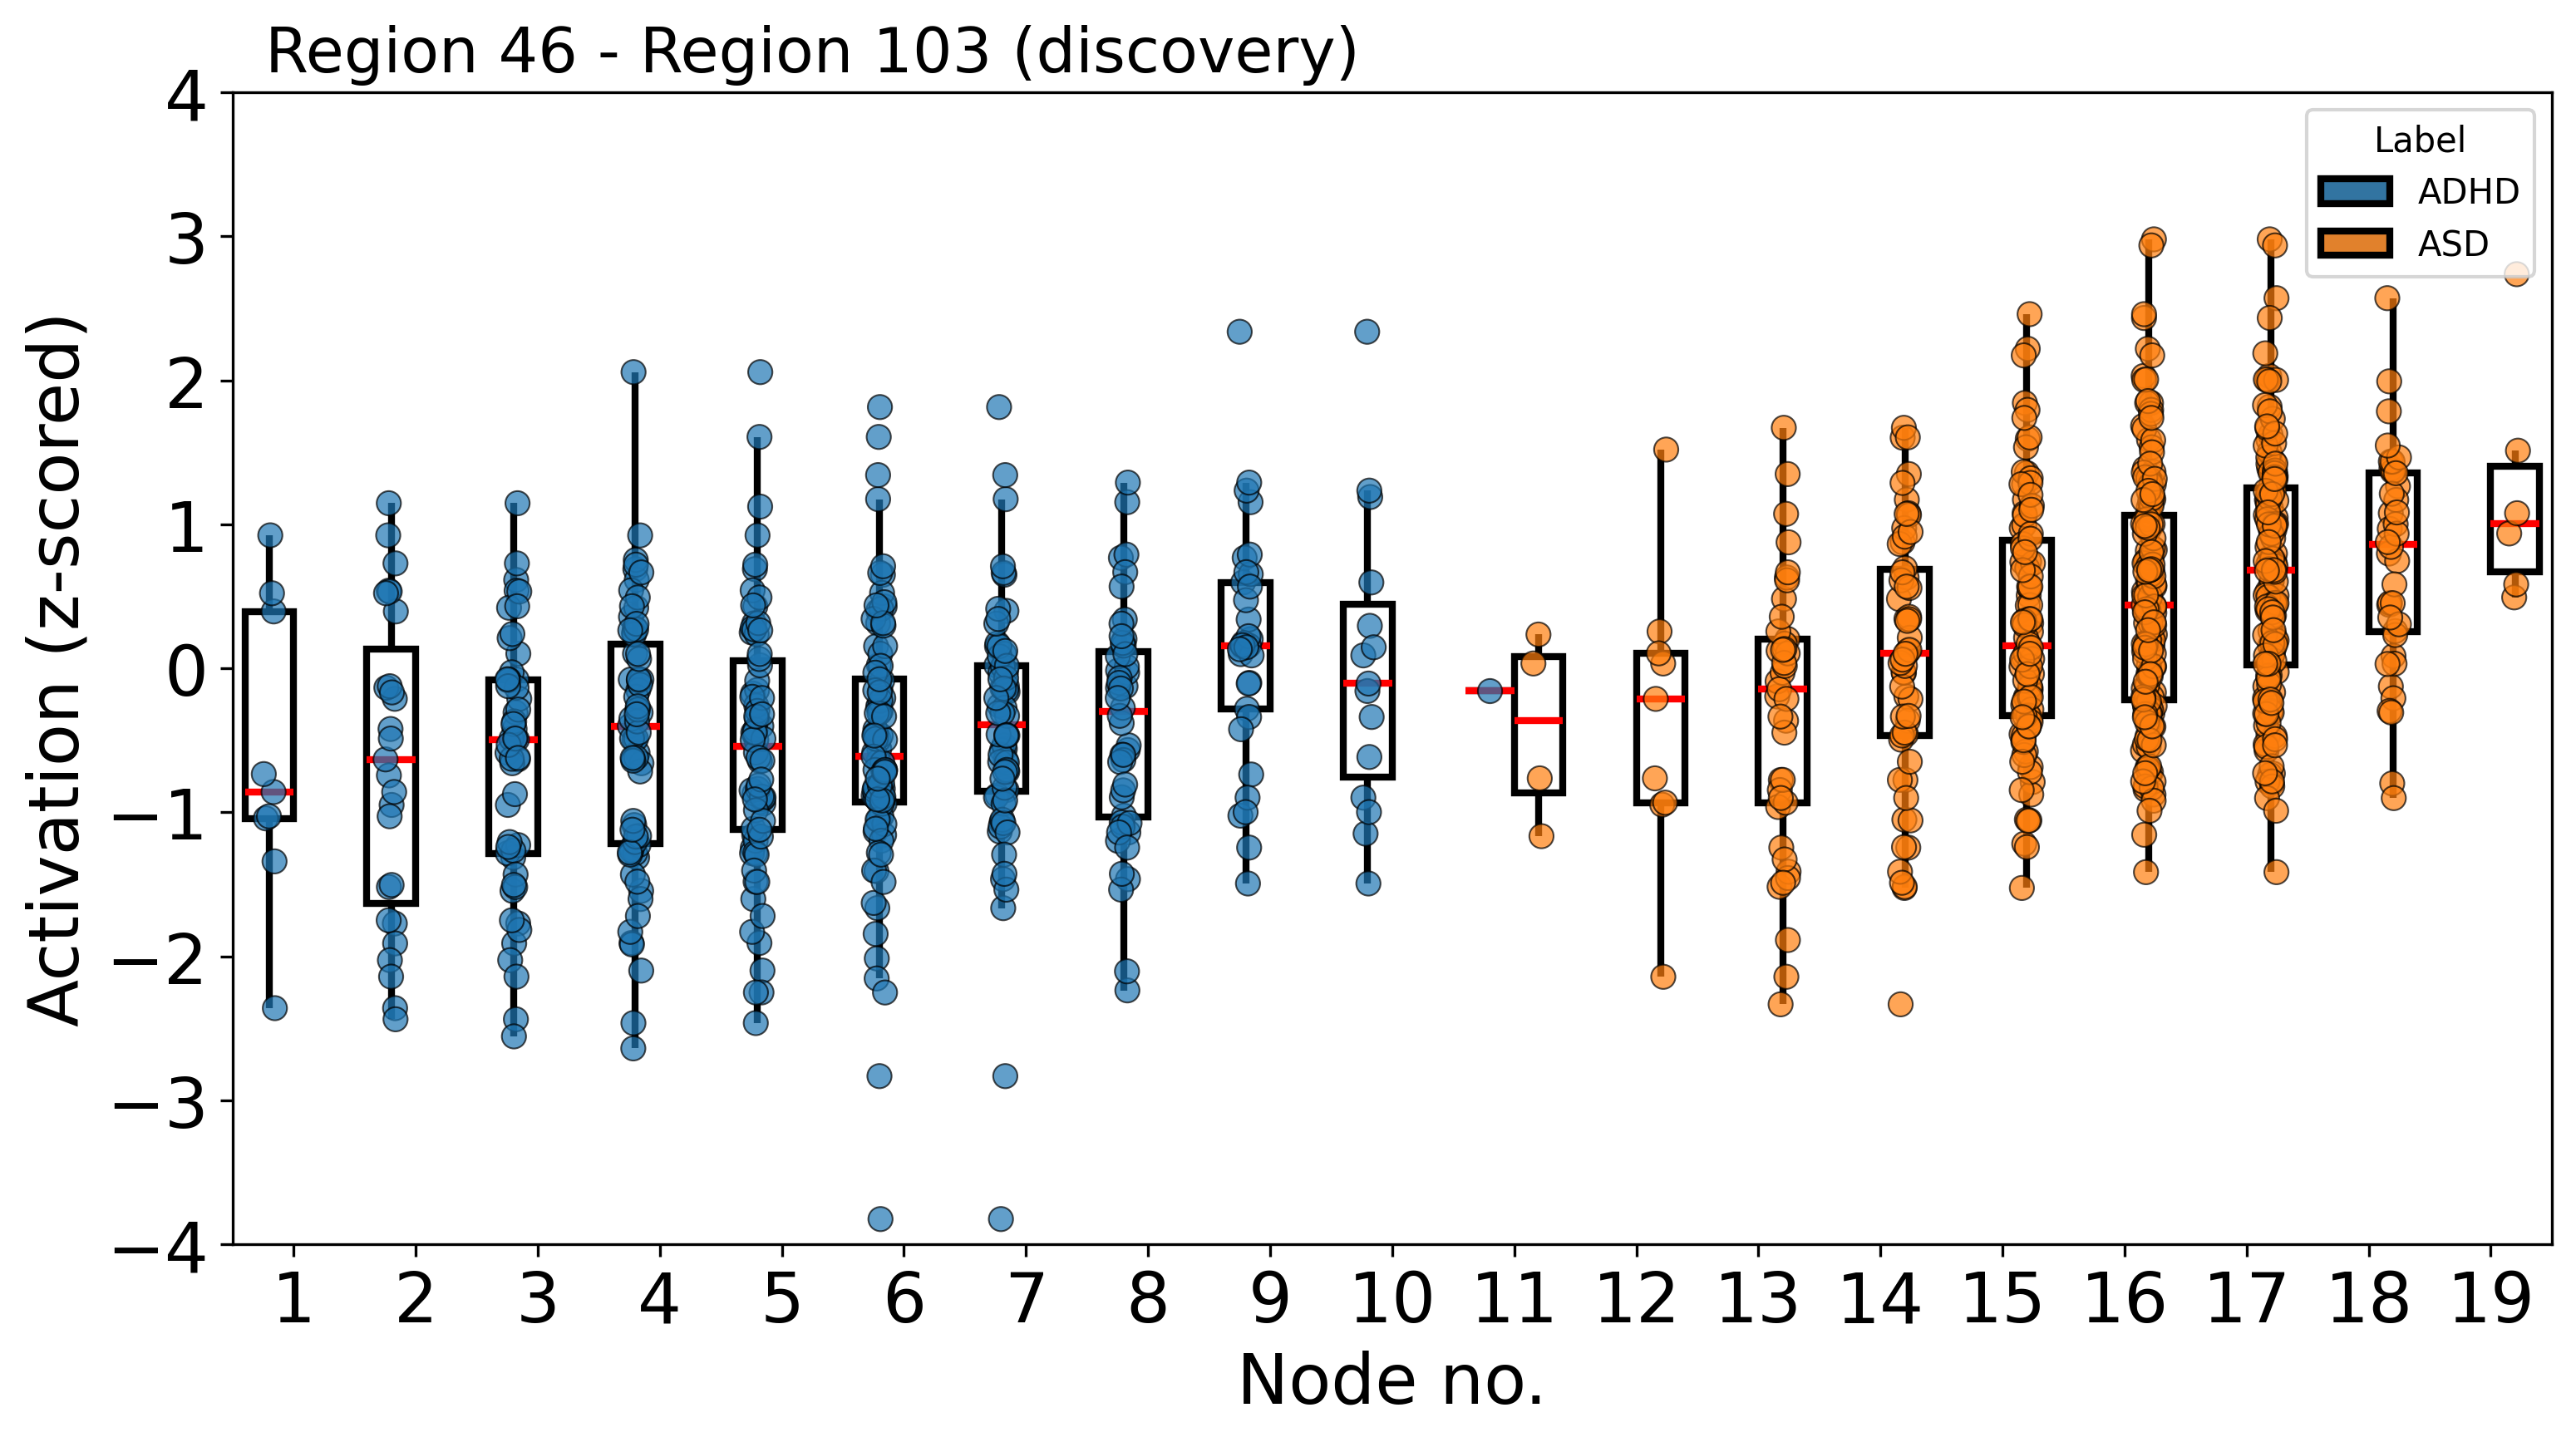 Region 46 - Region 103 (discovery)
Activation (z-scored)
4
3
2
1
0
−1
−2
−3
−4
Label
ADHD
ASD
1 2 3 4 5 6 7 8 9 10 11 12 13 14 15 16 17 18 19
Node no.